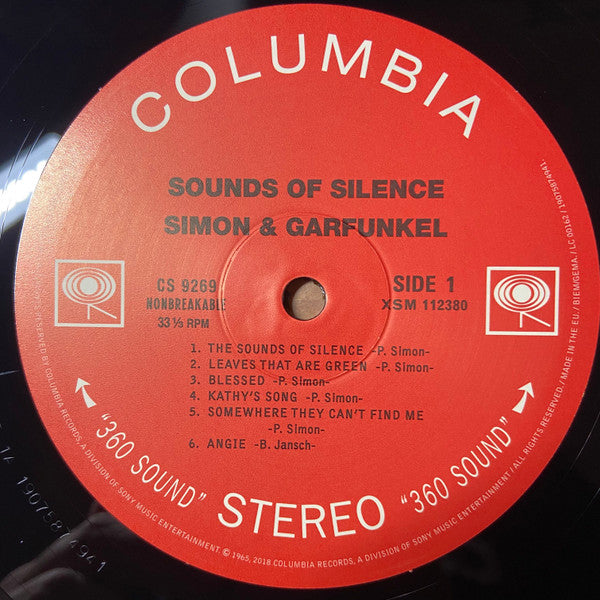 COLUMBIA
SOUNDS OF SILENCE
SIMON & GARFUNKEL
CS 9269
NONBREAKABLE
33⅓ RPM
SIDE 1
XSM 112380
1. THE SOUNDS OF SILENCE -P. Simon-
2. LEAVES THAT ARE GREEN -P. Simon-
3. BLESSED -P. Simon-
4. KATHY'S SONG -P. Simon-
5. SOMEWHERE THEY CAN'T FIND ME
-P. Simon-
6. ANGIE -B. Jansch-
"360 SOUND" STEREO "360 SOUND"
RESERVED BY COLUMBIA RECORDS, A DIVISION OF SONY MUSIC ENTERTAINMENT. © 1965, 2018 COLUMBIA RECORDS, A DIVISION OF SONY MUSIC ENTERTAINMENT / ALL RIGHTS RESERVED. / MADE IN THE EU. / BIEM/GEMA. / LC 00162 / 19075874941.
14 19075874941